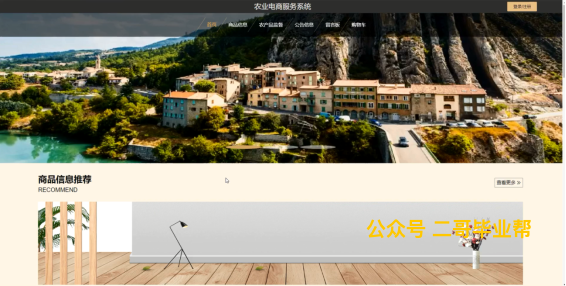 农业电商服务系统
登录/注册
首页 商品信息 农产品监督 公告信息 留言板 购物车
商品信息推荐
查看更多
RECOMMEND
公众号 二哥毕业帮